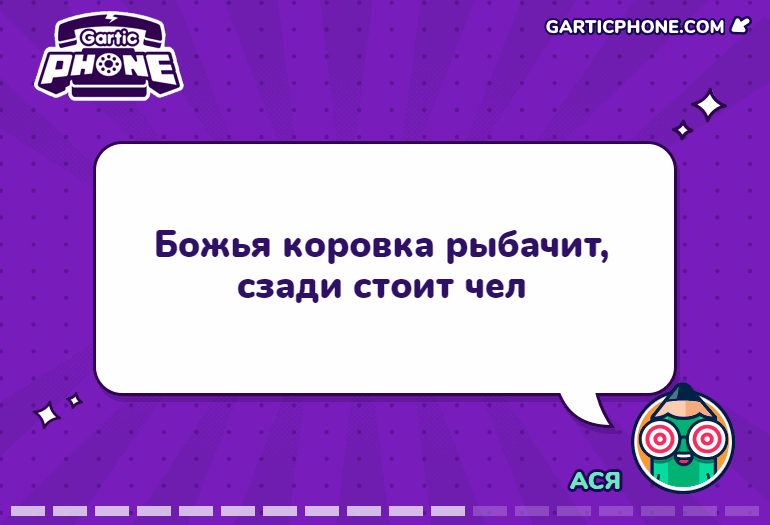 Gartic
PHONE
GARTICPHONE.COM
Божья коровка рыбачит,
сзади стоит чел
АСЯ